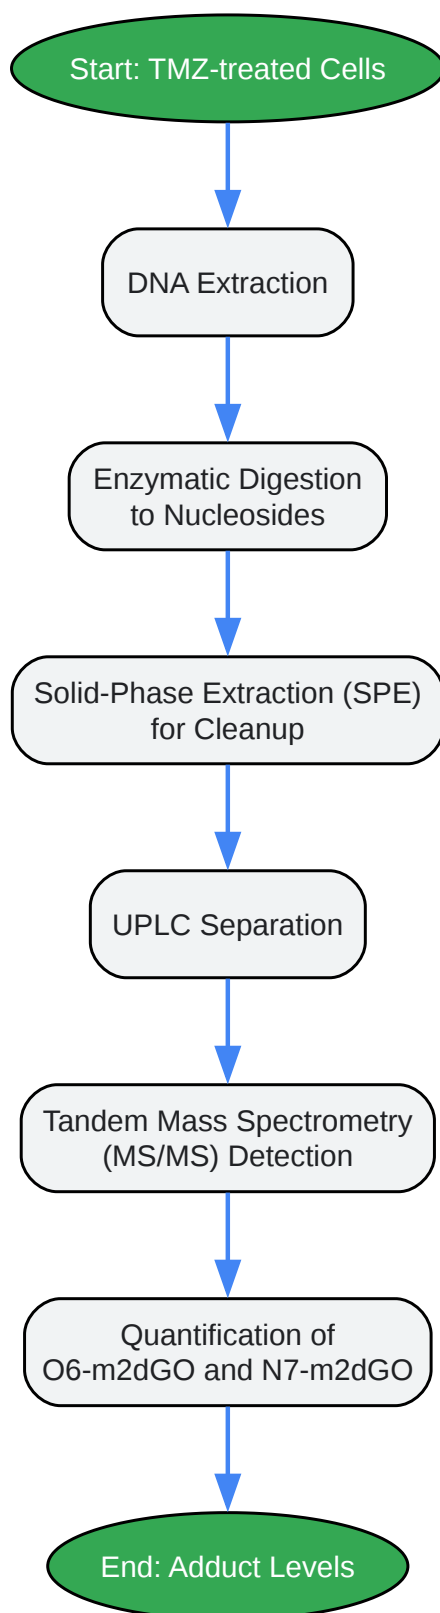 Start: TMZ-treated Cells
DNA Extraction
Enzymatic Digestion
to Nucleosides
Solid-Phase Extraction (SPE)
for Cleanup
UPLC Separation
Tandem Mass Spectrometry
(MS/MS) Detection
Quantification of
O6-m2dGO and N7-m2dGO
End: Adduct Levels